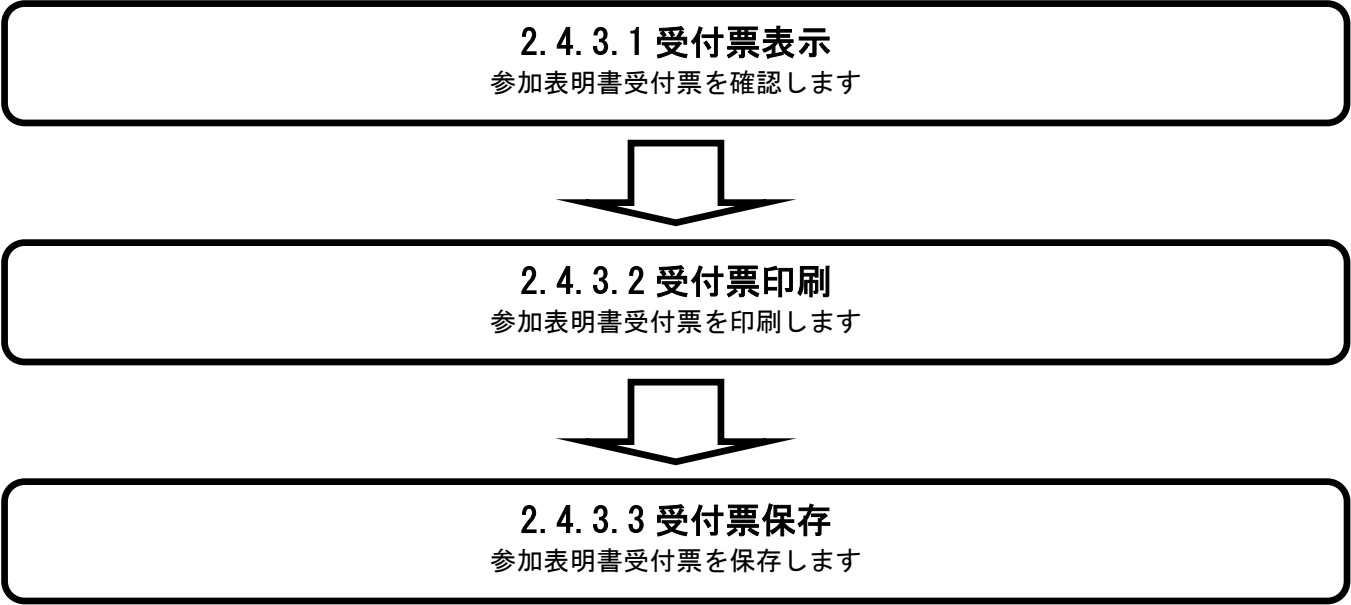 2.4.3.1 受付票表示
参加表明書受付票を確認します
2.4.3.2 受付票印刷
参加表明書受付票を印刷します
2.4.3.3 受付票保存
参加表明書受付票を保存します